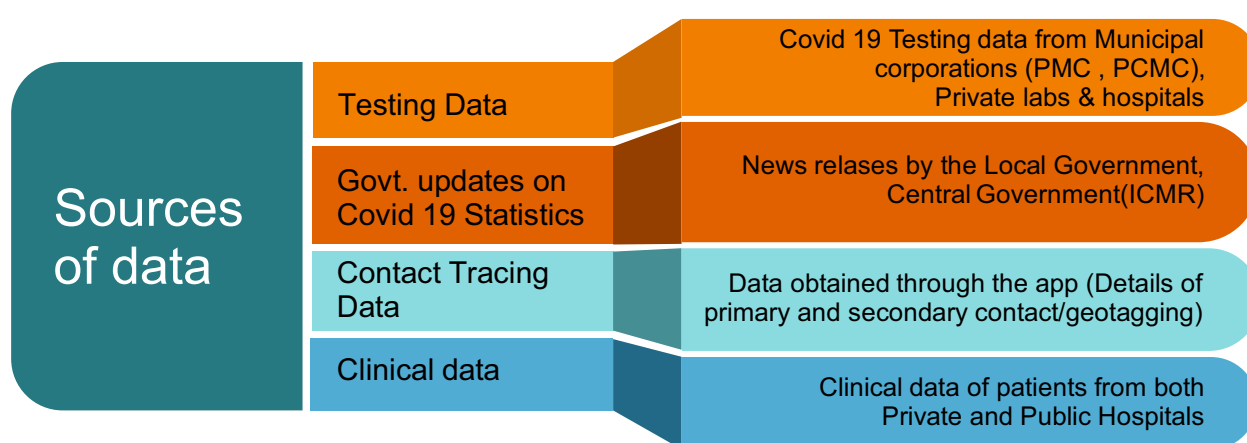 Sources
of data
Testing Data
Covid 19 Testing data from Municipal
corporations (PMC , PCMC),
Private labs & hospitals
Govt. updates on
Covid 19 Statistics
News relases by the Local Government,
Central Government(ICMR)
Contact Tracing
Data
Data obtained through the app (Details of
primary and secondary contact/geotagging)
Clinical data
Clinical data of patients from both
Private and Public Hospitals